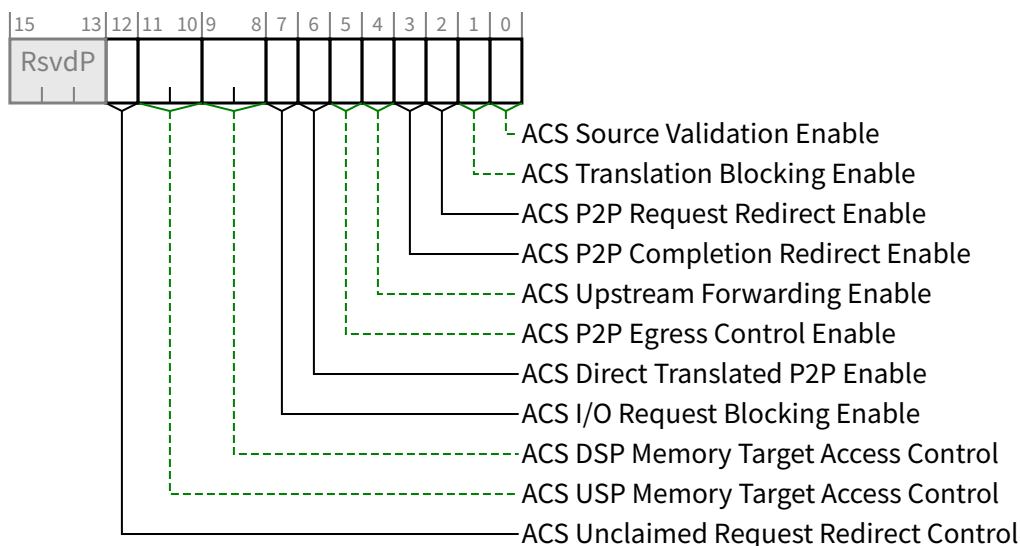 15 13 12 11 10 9 8 7 6 5 4 3 2 1 0
RsvdP
ACS Source Validation Enable
ACS Translation Blocking Enable
ACS P2P Request Redirect Enable
ACS P2P Completion Redirect Enable
ACS Upstream Forwarding Enable
ACS P2P Egress Control Enable
ACS Direct Translated P2P Enable
ACS I/O Request Blocking Enable
ACS DSP Memory Target Access Control
ACS USP Memory Target Access Control
ACS Unclaimed Request Redirect Control